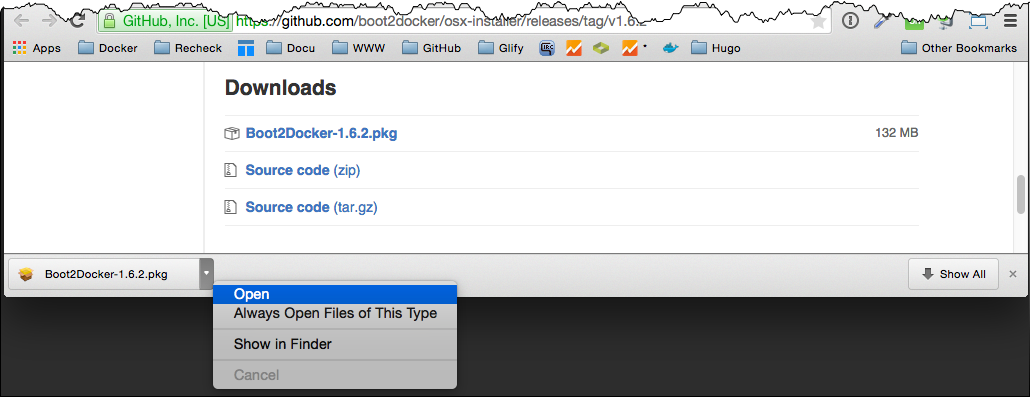 GitHub, Inc. [US] https://github.com/boot2docker/osx-installer/releases/tag/v1.6.
Apps Docker Recheck Docu WWW GitHub Glify Hugo Other Bookmarks
Downloads
Boot2Docker-1.6.2.pkg 132 MB
Source code (zip)
Source code (tar.gz)
Boot2Docker-1.6.2.pkg Show All
Open
Always Open Files of This Type
Show in Finder
Cancel